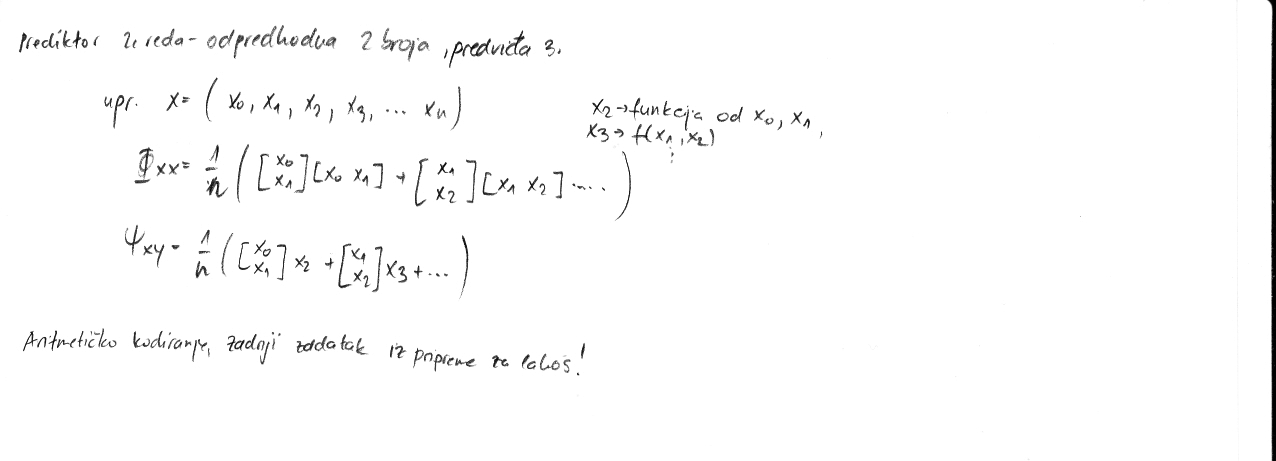 Prediktor 2. reda - od predhodna 2 broja, predviđa 3.
npr. x = ( x₀, x₁, x₂, x₃, ... xₙ)
x₂ → funkcija od x₀, x₁,
x₃ → f(x₁, x₂)
⋮
Φxx = 1/n ( [x₀ x₁] [x₀ x₁] + [x₁ x₂] [x₁ x₂] ..... )
Ψxy = 1/n ( [x₀ x₁] x₂ + [x₁ x₂] x₃ + ... )
Aritmetičko kodiranje, zadnji zadatak iz pripreme za labos!